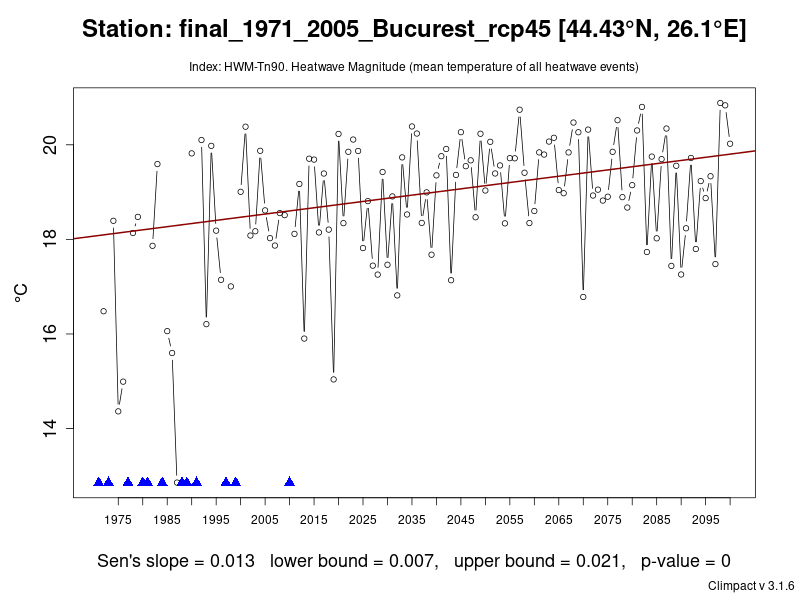 Station: final_1971_2005_Bucurest_rcp45 [44.43°N, 26.1°E]
Index: HWM-Tn90. Heatwave Magnitude (mean temperature of all heatwave events)
20
18
16
14
°C
1975 1985 1995 2005 2015 2025 2035 2045 2055 2065 2075 2085 2095
Sen's slope = 0.013 lower bound = 0.007, upper bound = 0.021, p-value = 0
Climpact v 3.1.6